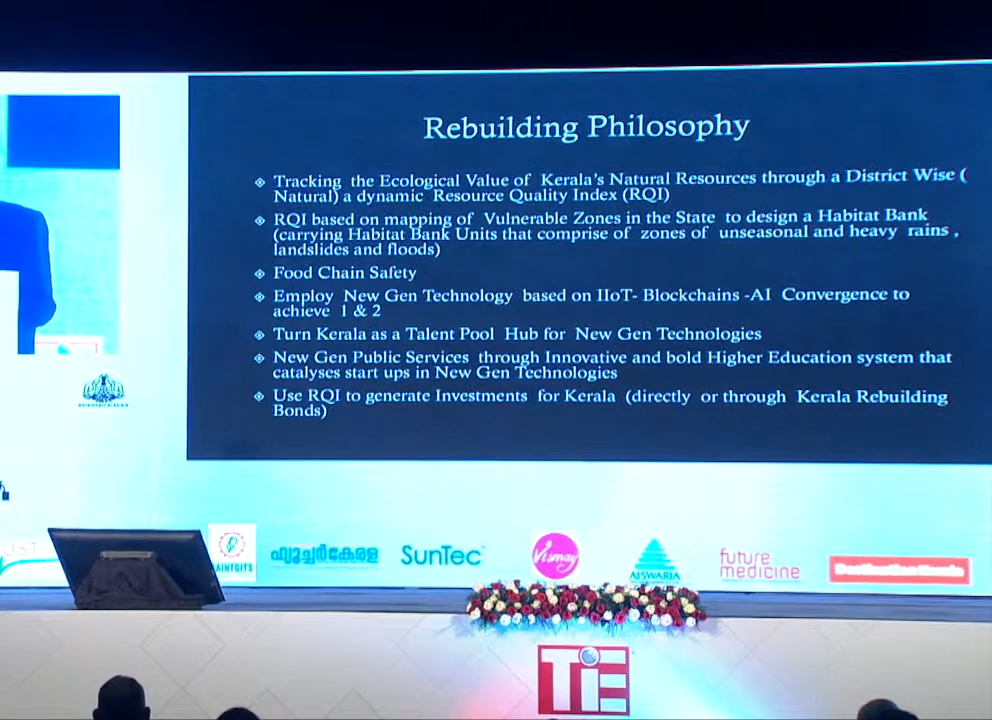 Rebuilding Philosophy
Tracking the Ecological Value of Kerala's Natural Resources through a District Wise (
Natural) a dynamic Resource Quality Index (RQI)
RQI based on mapping of Vulnerable Zones in the State to design a Habitat Bank
(carrying Habitat Bank Units that comprise of zones of unseasonal and heavy rains ,
landslides and floods)
Food Chain Safety
Employ New Gen Technology based on IIoT- Blockchains -AI Convergence to
achieve 1 & 2
Turn Kerala as a Talent Pool Hub for New Gen Technologies
New Gen Public Services through Innovative and bold Higher Education system that
catalyses start ups in New Gen Technologies
Use RQI to generate Investments for Kerala (directly or through Kerala Rebuilding
Bonds)
UST
SAINTGITS
ഫ്യൂച്ചർകേരള
SunTec
Vismay
AISWARIA
future
medicine
Destination Kerala
TiE